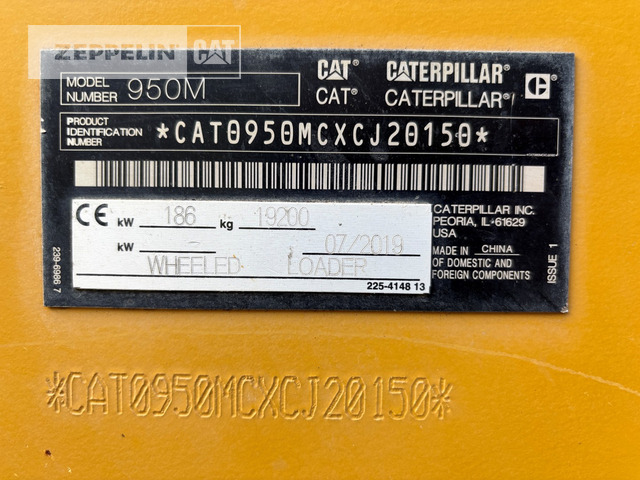 ZEPPELIN CAT
MODEL NUMBER 950M
CAT CATERPILLAR C
CAT® CATERPILLAR®
PRODUCT IDENTIFICATION NUMBER *CAT0950MCXCJ20150*
CE kW 186 kg 19200
kW - 07/2019
WHEELED LOADER
225-4148 13
CATERPILLAR INC.
PEORIA, IL 61629
USA
MADE IN CHINA
OF DOMESTIC AND
FOREIGN COMPONENTS
239-6986 7
ISSUE 1
*CAT0950MCXCJ20150*